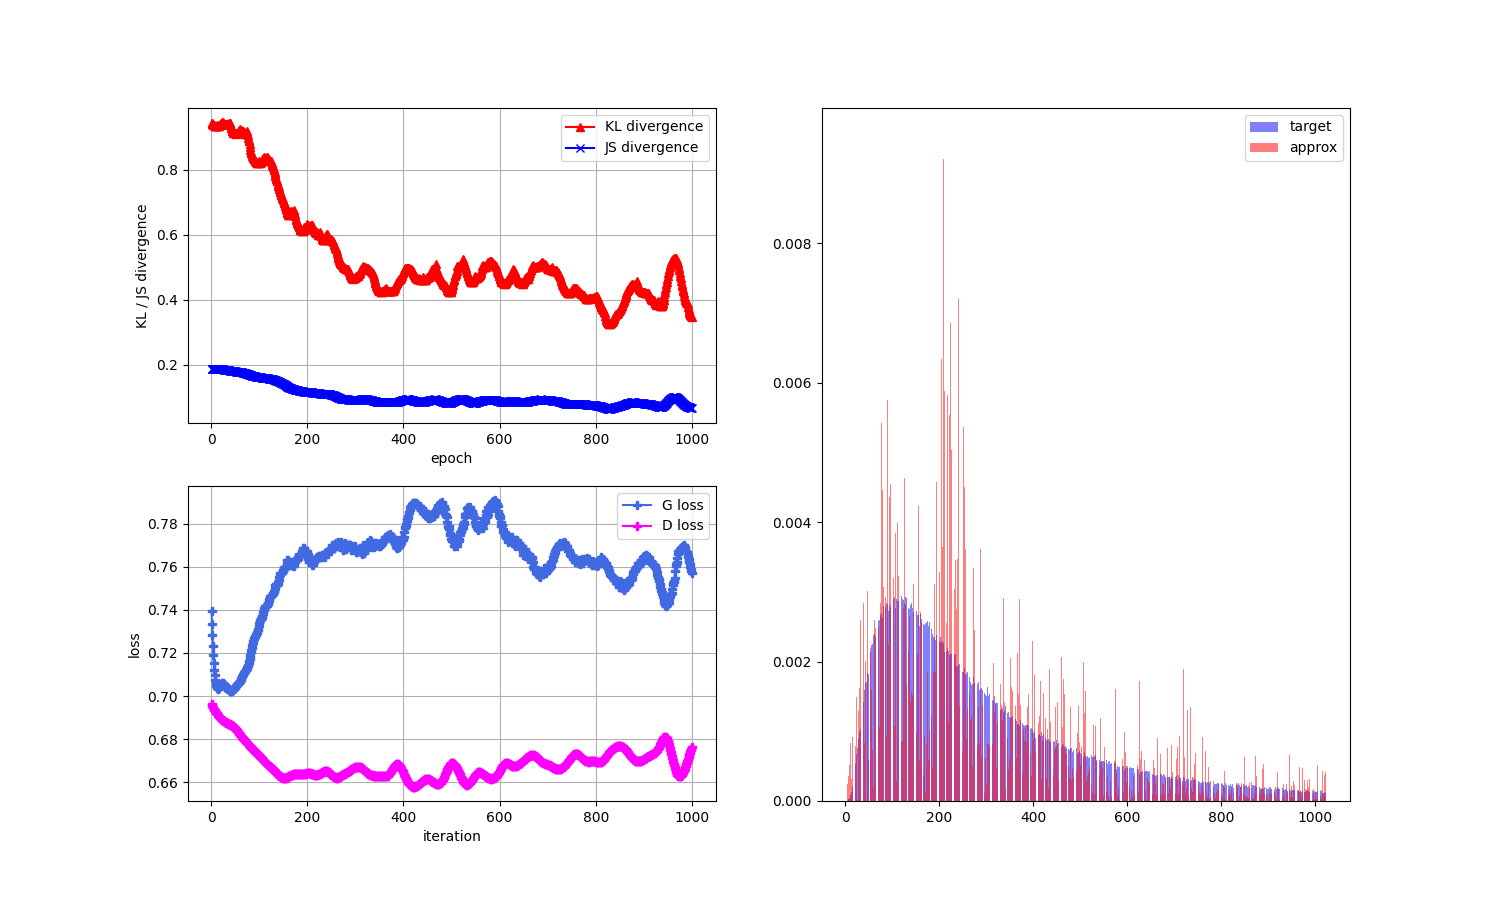 KL divergence
JS divergence
0.8
0.6
0.4
0.2
KL / JS divergence
0 200 400 600 800 1000
epoch
G loss
D loss
0.78
0.76
0.74
0.72
0.70
0.68
0.66
loss
0 200 400 600 800 1000
iteration
target
approx
0.008
0.006
0.004
0.002
0.000
0 200 400 600 800 1000